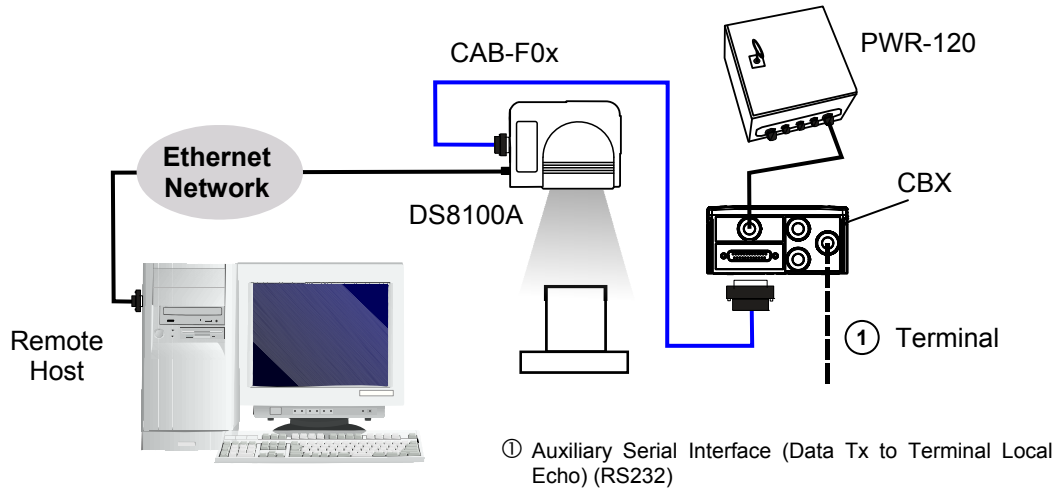 CAB-F0x
PWR-120
Ethernet
Network
DS8100A
CBX
Remote
Host
1 Terminal
① Auxiliary Serial Interface (Data Tx to Terminal Local
Echo) (RS232)